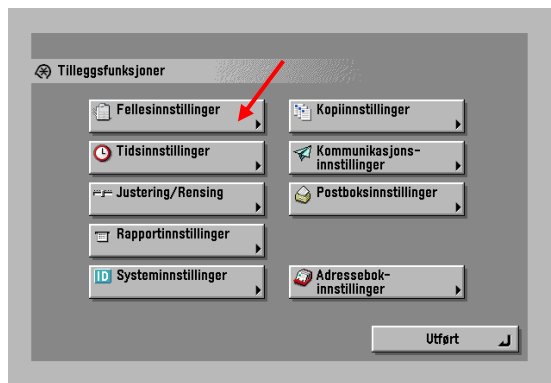 Tilleggsfunksjoner
Fellesinnstillinger
Kopiinnstillinger
Tidsinnstillinger
Kommunikasjons-
innstillinger
Justering/Rensing
Postboksinnstillinger
Rapportinnstillinger
ID Systeminnstillinger
Adressebok-
innstillinger
Utført